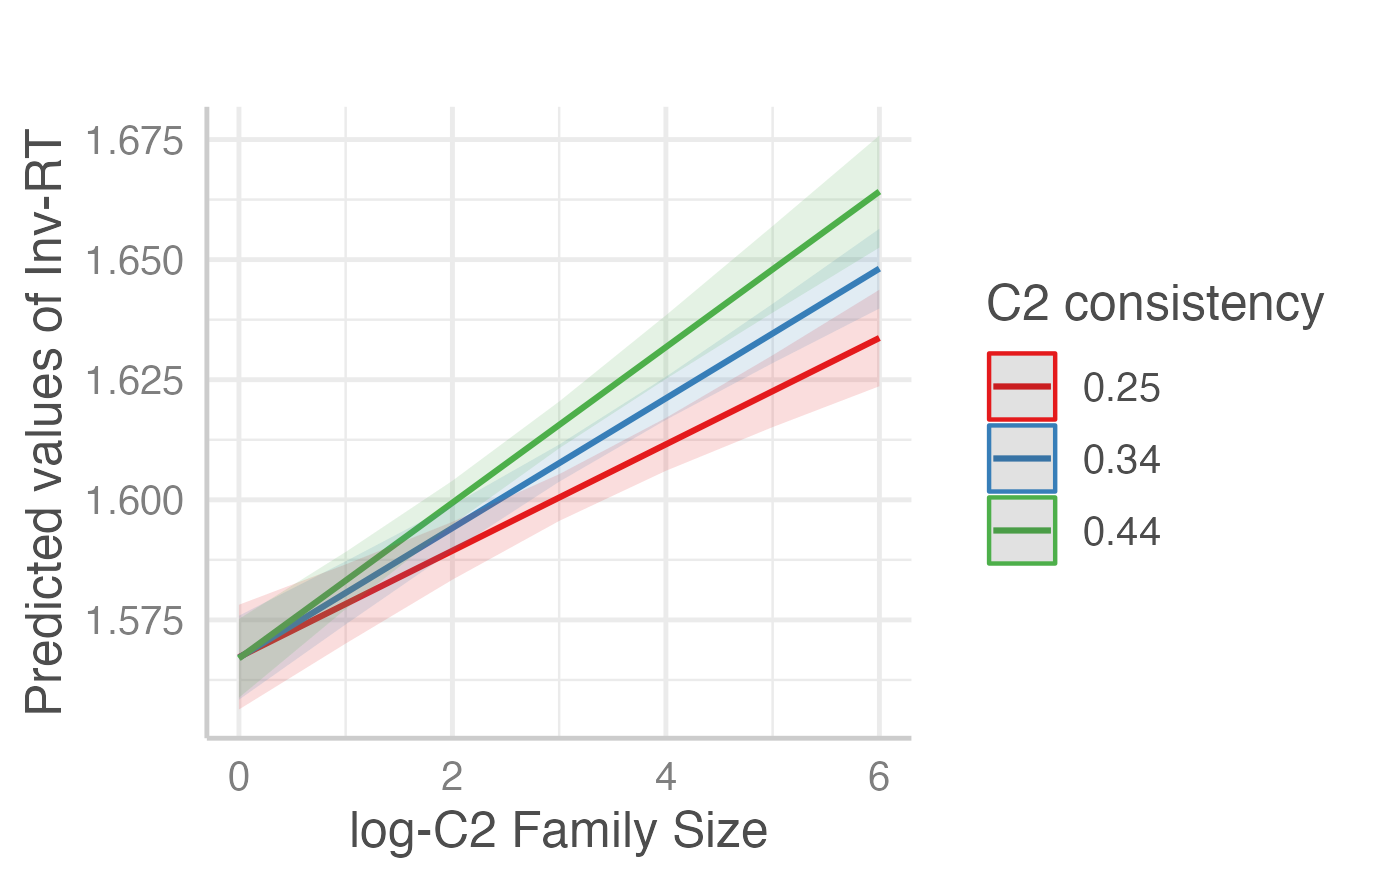 Predicted values of Inv-RT
1.675
1.650
1.625
1.600
1.575
0 2 4 6
log-C2 Family Size
C2 consistency
0.25
0.34
0.44